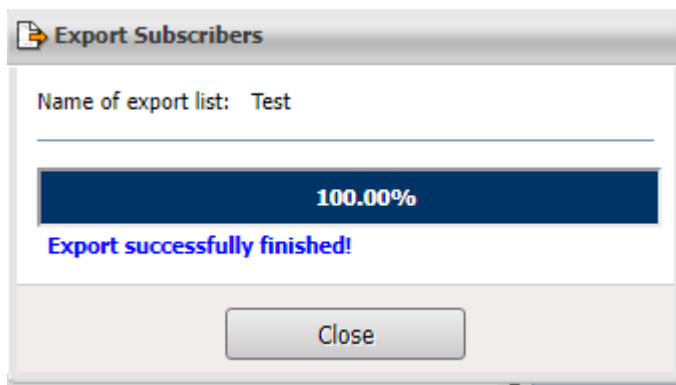 Export Subscribers
Name of export list: Test
100.00%
Export successfully finished!
Close